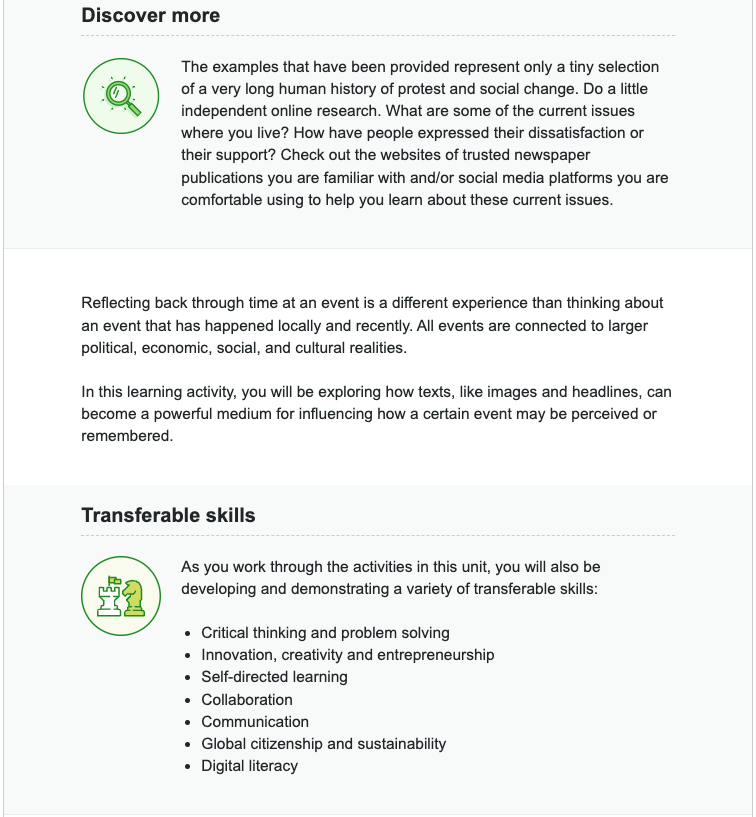 Discover more
The examples that have been provided represent only a tiny selection
of a very long human history of protest and social change. Do a little
independent online research. What are some of the current issues
where you live? How have people expressed their dissatisfaction or
their support? Check out the websites of trusted newspaper
publications you are familiar with and/or social media platforms you are
comfortable using to help you learn about these current issues.
Reflecting back through time at an event is a different experience than thinking about
an event that has happened locally and recently. All events are connected to larger
political, economic, social, and cultural realities.
In this learning activity, you will be exploring how texts, like images and headlines, can
become a powerful medium for influencing how a certain event may be perceived or
remembered.
Transferable skills
As you work through the activities in this unit, you will also be
developing and demonstrating a variety of transferable skills:
• Critical thinking and problem solving
• Innovation, creativity and entrepreneurship
• Self-directed learning
• Collaboration
• Communication
• Global citizenship and sustainability
• Digital literacy